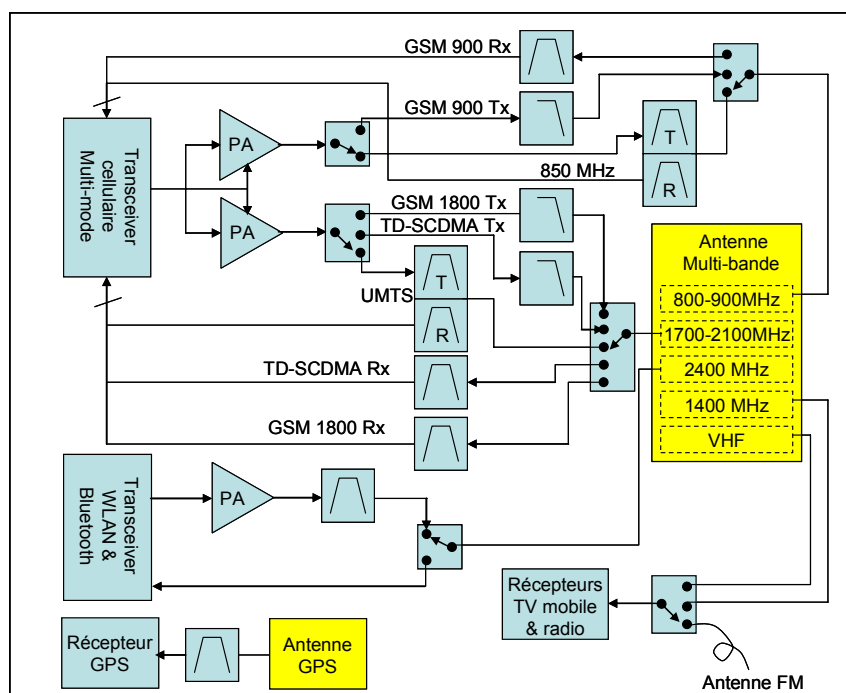 GSM 900 Rx
GSM 900 Tx
PA
Transceiver
cellulaire
Multi-mode
T
850 MHz
R
GSM 1800 Tx
PA
TD-SCDMA Tx
Antenne
Multi-bande
T
UMTS
800-900MHz
R
1700-2100MHz
TD-SCDMA Rx
2400 MHz
1400 MHz
GSM 1800 Rx
VHF
Transceiver
WLAN &
Bluetooth
PA
Récepteurs
TV mobile
& radio
Récepteur
GPS
Antenne
GPS
Antenne FM